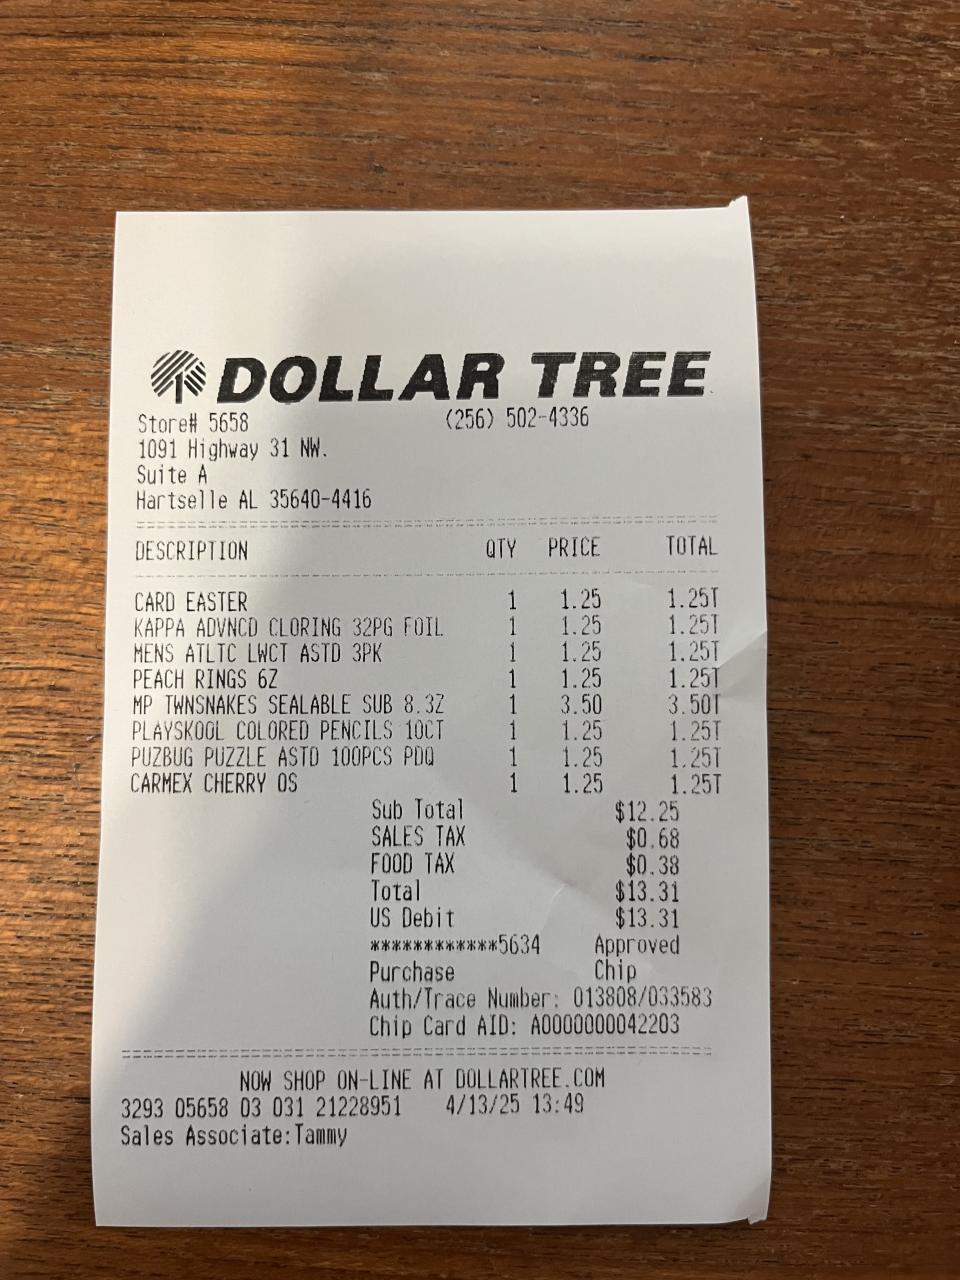 DOLLAR TREE
Store# 5658 (256) 502-4336
1091 Highway 31 NW.
Suite A
Hartselle AL 35640-4416
DESCRIPTION QTY PRICE TOTAL
CARD EASTER 1 1.25 1.25T
KAPPA ADVNCD CLORING 32PG FOIL 1 1.25 1.25T
MENS ATLTC LWCT ASTD 3PK 1 1.25 1.25T
PEACH RINGS 6Z 1 1.25 1.25T
MP TWNSNAKES SEALABLE SUB 8.3Z 1 3.50 3.50T
PLAYSKOOL COLORED PENCILS 10CT 1 1.25 1.25T
PUZBUG PUZZLE ASTD 100PCS PDQ 1 1.25 1.25T
CARMEX CHERRY OS 1 1.25 1.25T
Sub Total $12.25
SALES TAX $0.68
FOOD TAX $0.38
Total $13.31
US Debit $13.31
************5634 Approved
Purchase Chip
Auth/Trace Number: 013808/033583
Chip Card AID: A0000000042203
NOW SHOP ON-LINE AT DOLLARTREE.COM
3293 05658 03 031 21228951 4/13/25 13:49
Sales Associate:Tammy